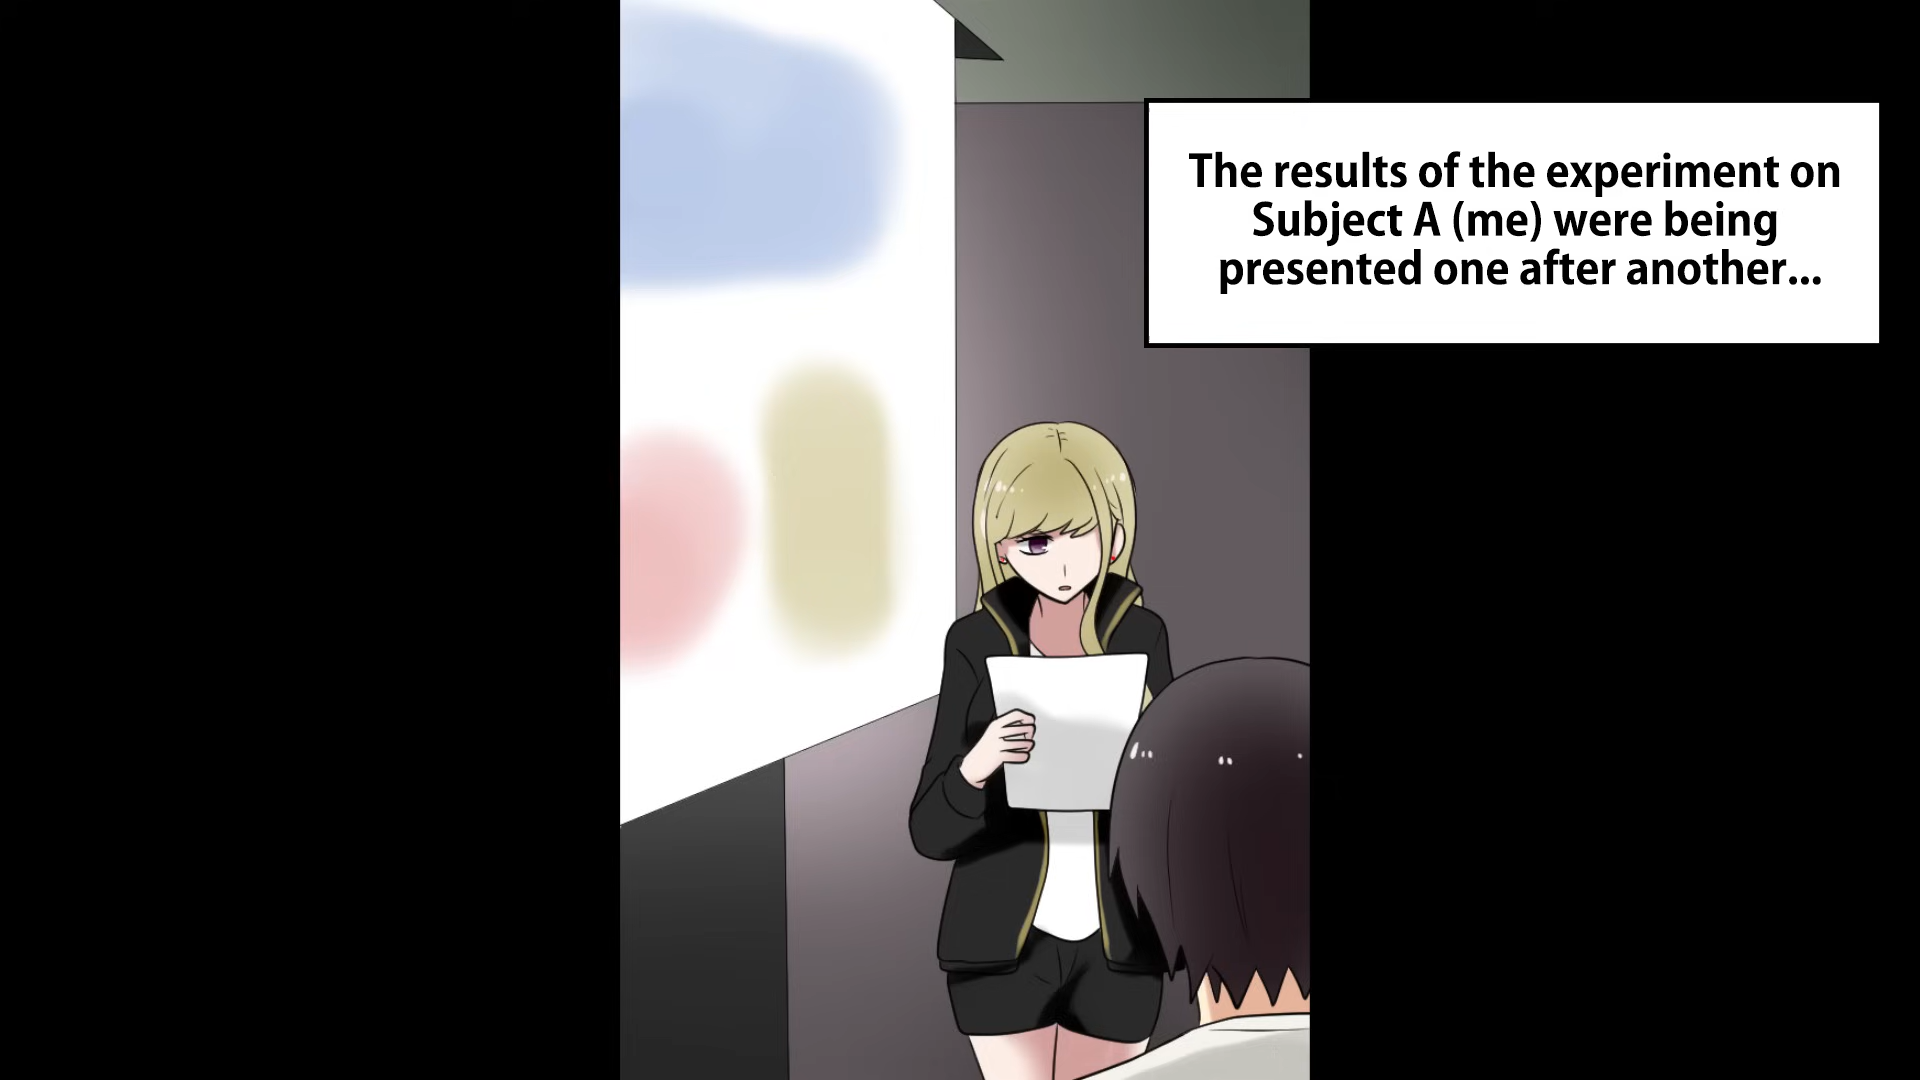 The results of the experiment on
Subject A (me) were being
presented one after another...